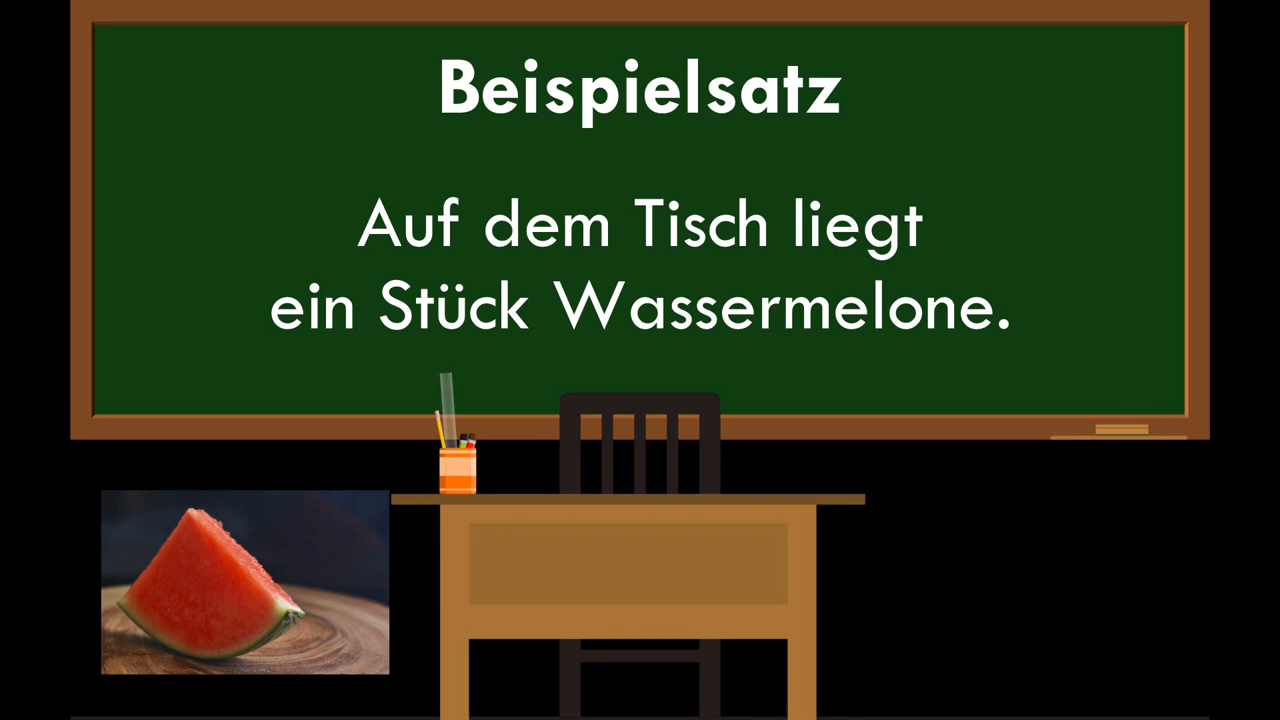 Beispielsatz
Auf dem Tisch liegt
ein Stück Wassermelone.